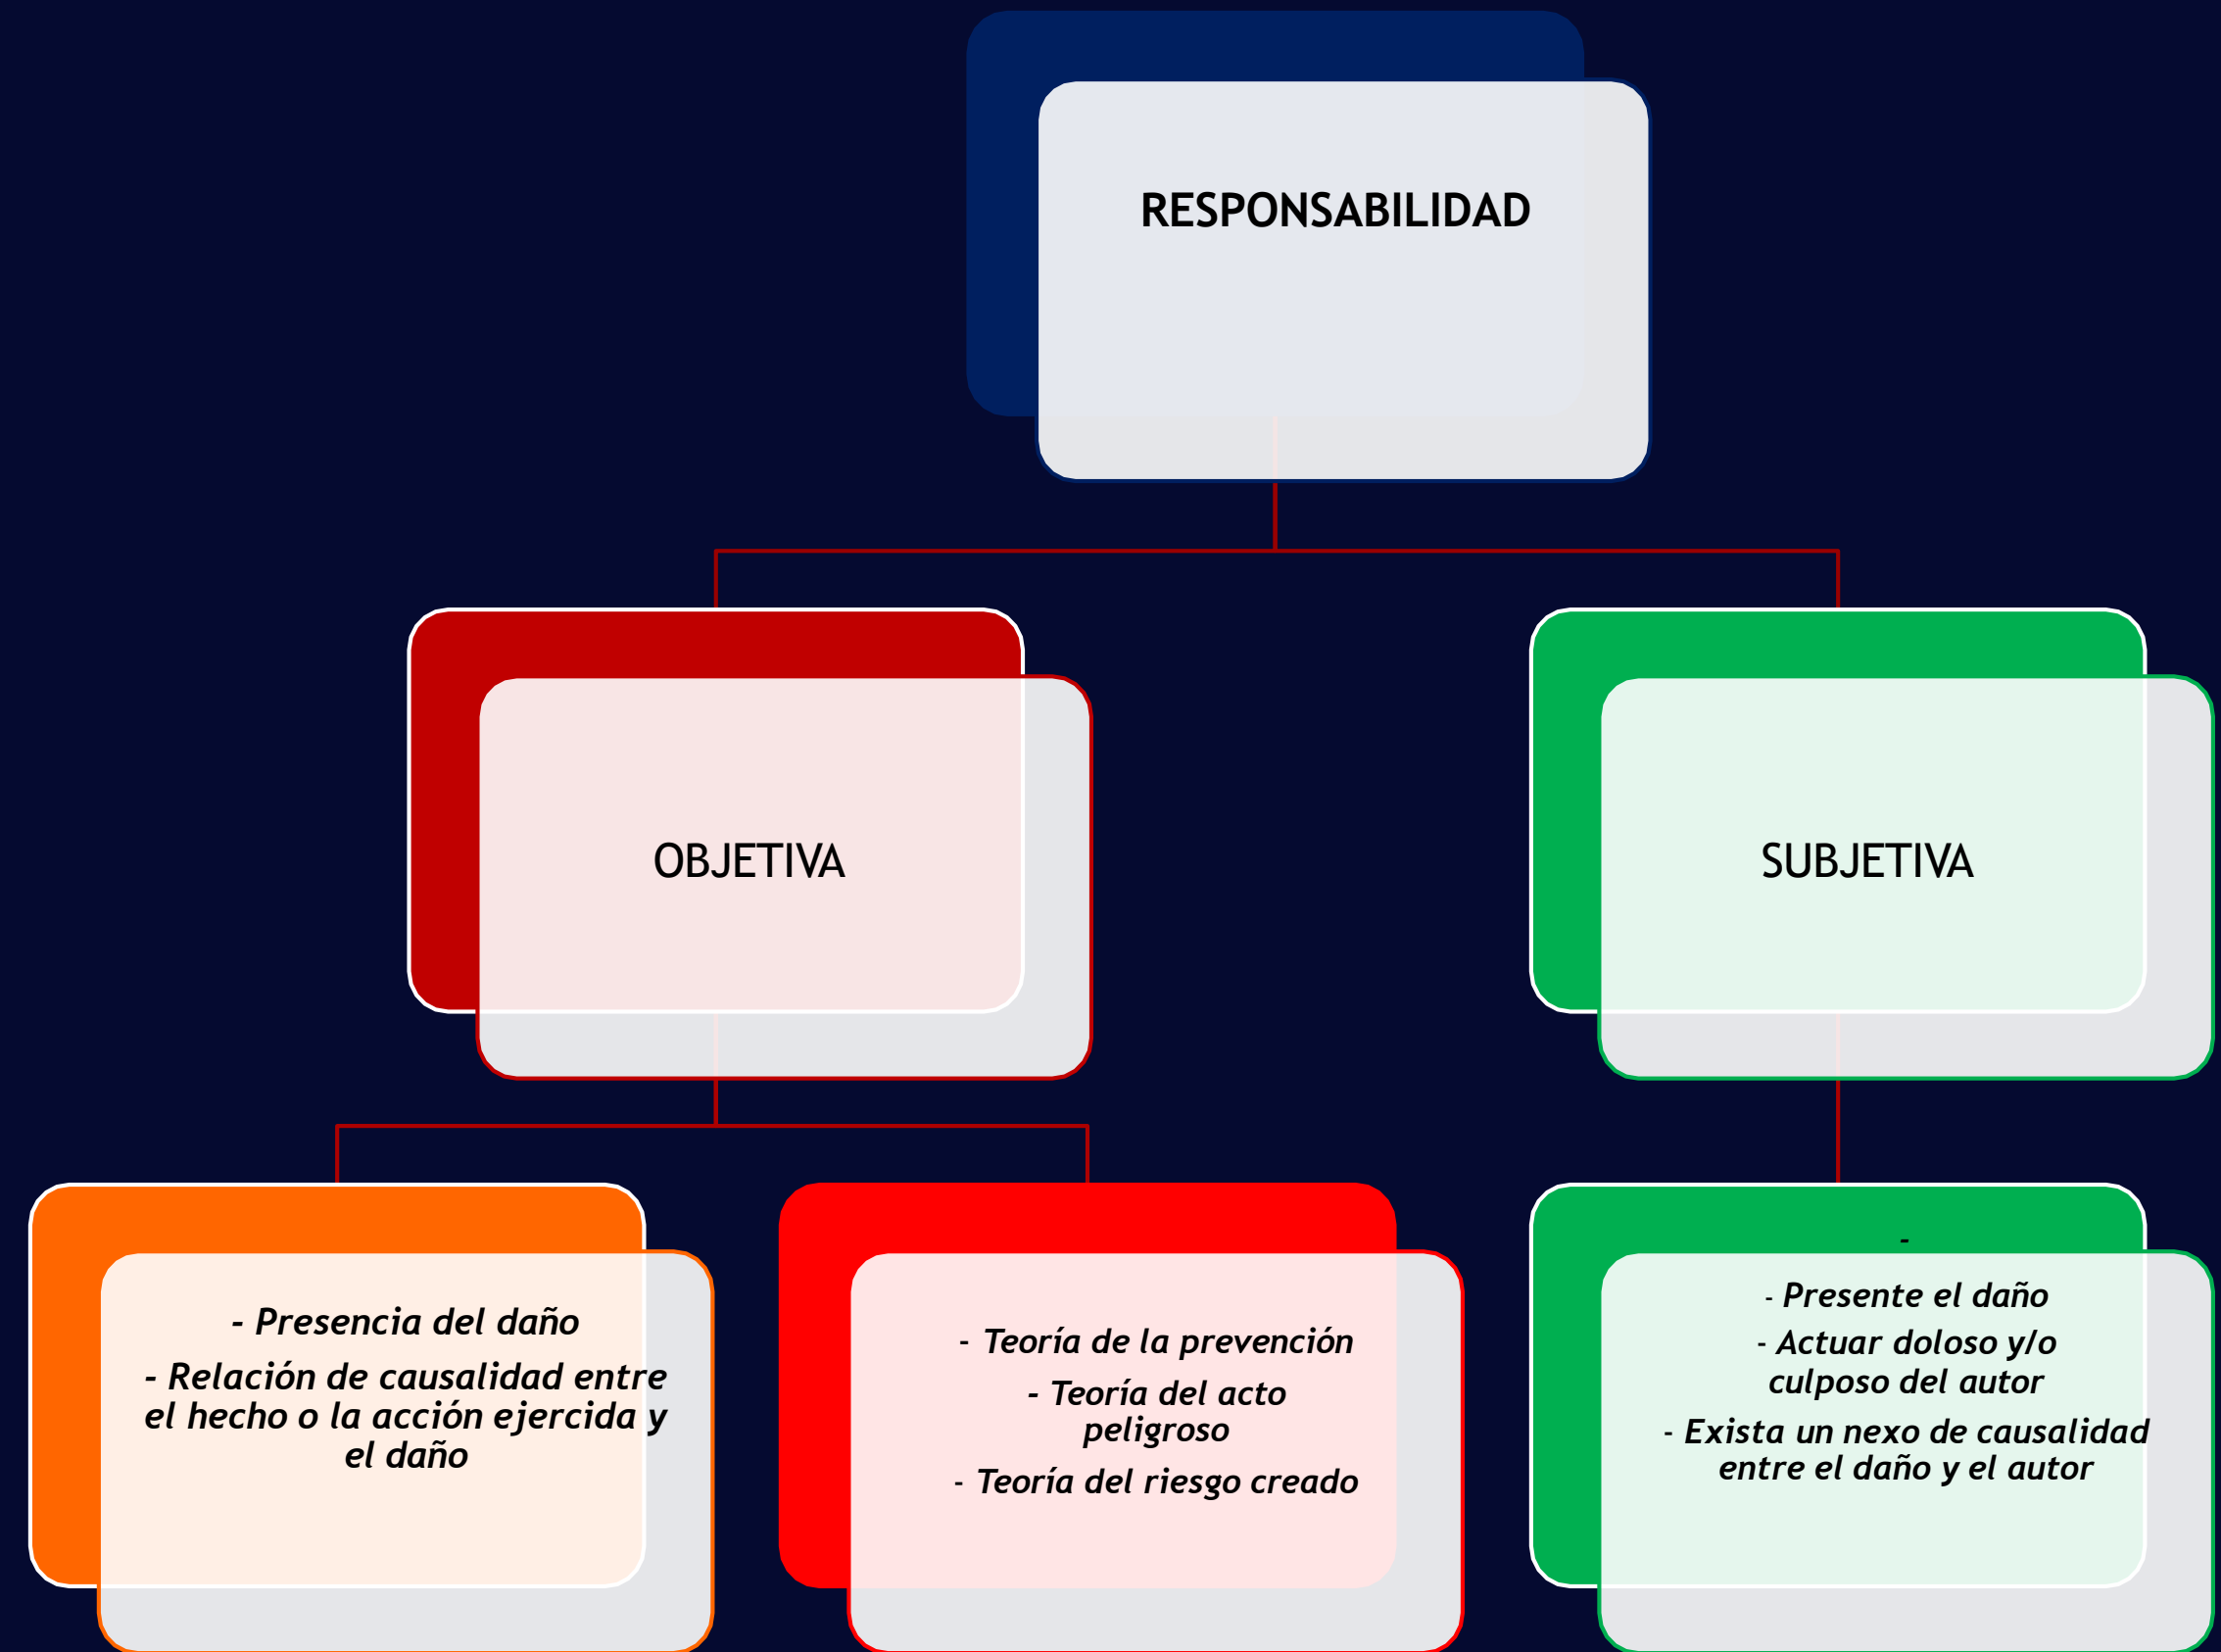 RESPONSABILIDAD
OBJETIVA
SUBJETIVA
- Presencia del daño
- Relación de causalidad entre
el hecho o la acción ejercida y
el daño
- Teoría de la prevención
- Teoría del acto
peligroso
- Teoría del riesgo creado
-
- Presente el daño
- Actuar doloso y/o
culposo del autor
- Exista un nexo de causalidad
entre el daño y el autor